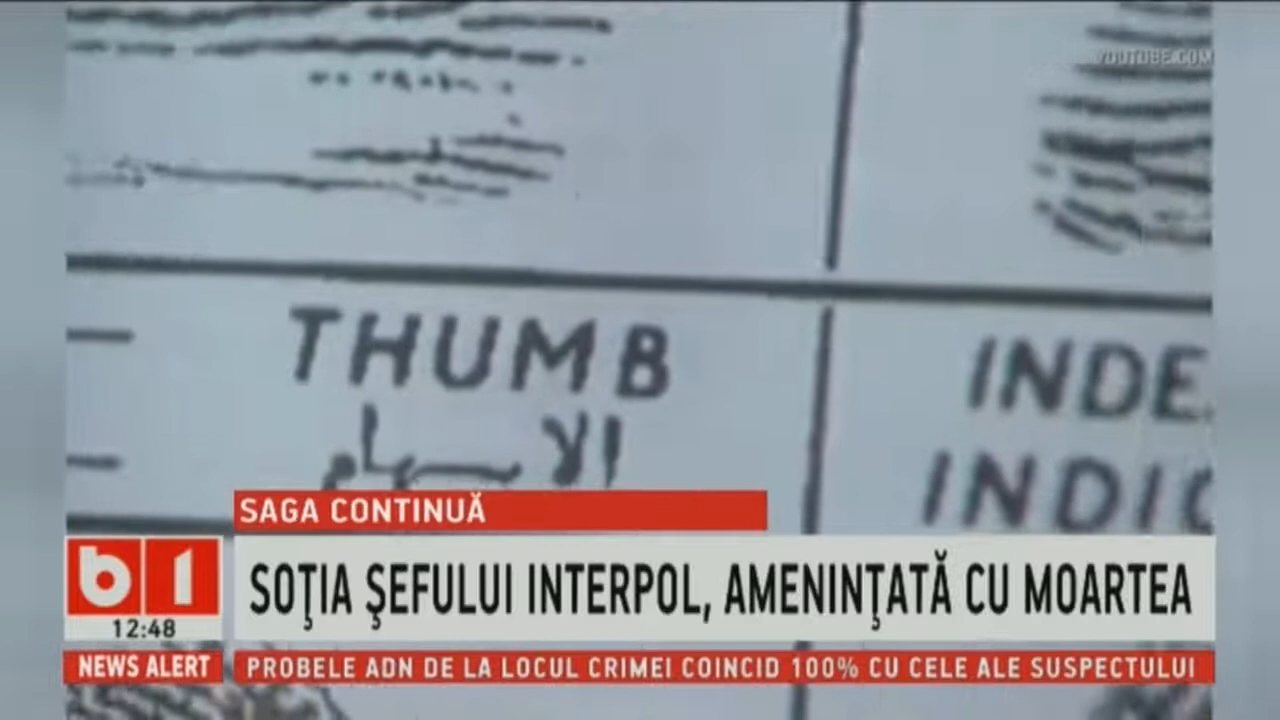 YOUTUBE.COM
THUMB
INDE
الإبهام
INDIC
SAGA CONTINUĂ
b1
SOŢIA ŞEFULUI INTERPOL, AMENINŢATĂ CU MOARTEA
12:48
NEWS ALERT
PROBELE ADN DE LA LOCUL CRIMEI COINCID 100% CU CELE ALE SUSPECTULUI